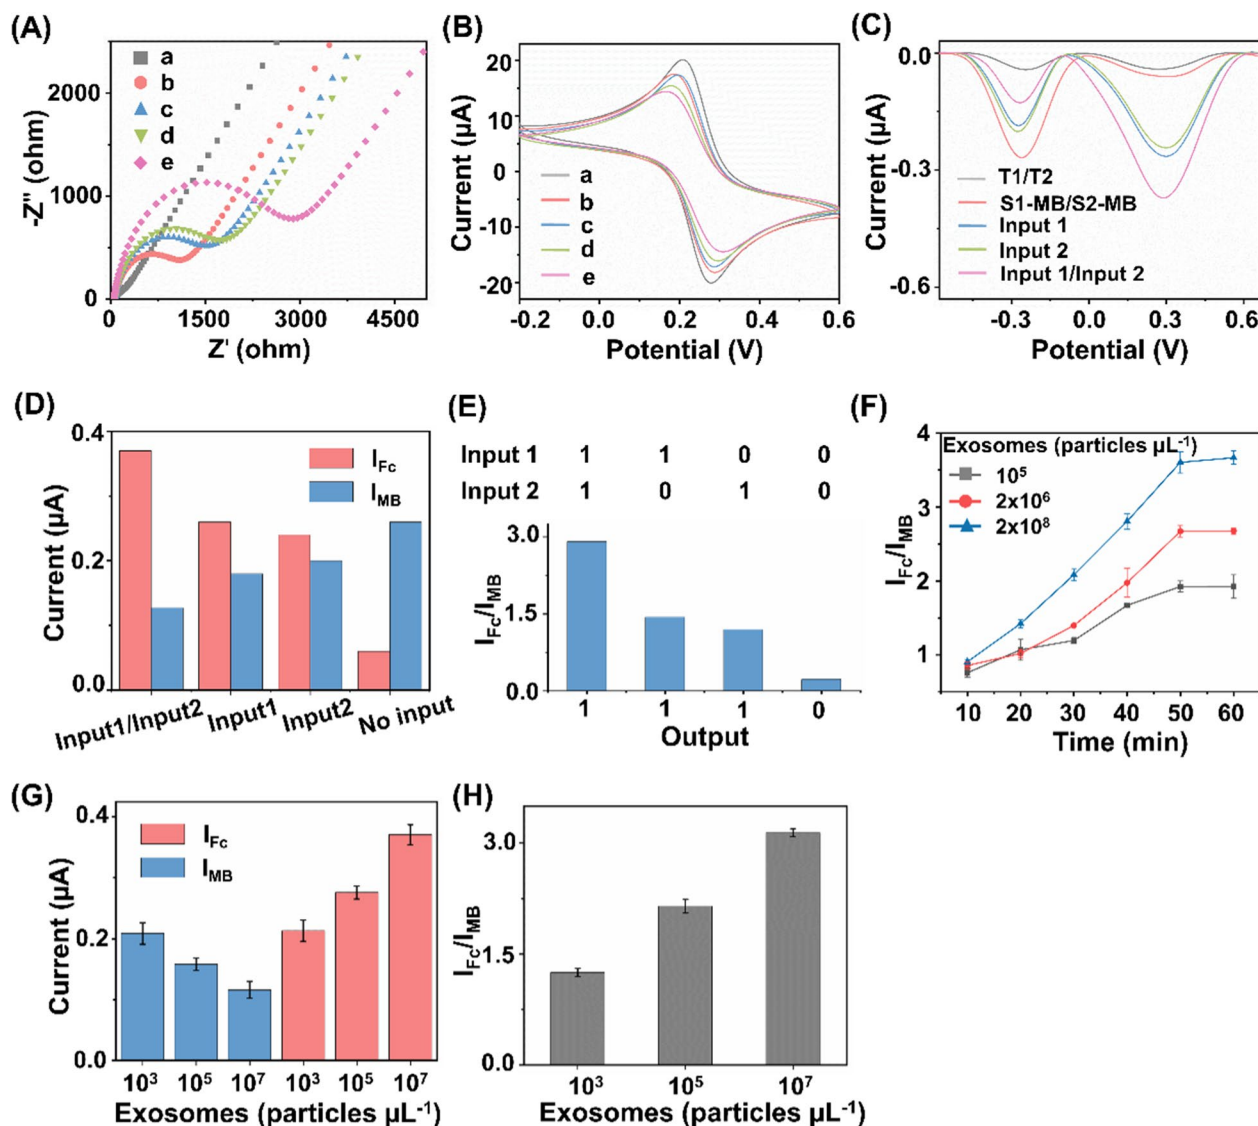 (A)
a
b
c
d
e
2000
1000
0
-Z'' (ohm)
0 1500 3000 4500
Z' (ohm)
(B)
20
10
0
-10
-20
Current (µA)
a
b
c
d
e
-0.2 0.0 0.2 0.4 0.6
Potential (V)
(C)
0.0
-0.3
-0.6
Current (µA)
T1/T2
S1-MB/S2-MB
Input 1
Input 2
Input 1/Input 2
-0.3 0.0 0.3 0.6
Potential (V)
(D)
0.4
0.2
0.0
Current (µA)
I_Fc
I_MB
Input1/Input2 Input1 Input2 No input
(E)
Input 1 1 1 0 0
Input 2 1 0 1 0
3.0
1.5
0.0
I_Fc/I_MB
1 1 1 0
Output
(F)
4
3
2
1
I_Fc/I_MB
Exosomes (particles µL⁻¹)
10⁵
2x10⁶
2x10⁸
10 20 30 40 50 60
Time (min)
(G)
0.4
0.2
0.0
Current (µA)
I_Fc
I_MB
10³ 10⁵ 10⁷ 10³ 10⁵ 10⁷
Exosomes (particles µL⁻¹)
(H)
3.0
1.5
0.0
I_Fc/I_MB
10³ 10⁵ 10⁷
Exosomes (particles µL⁻¹)